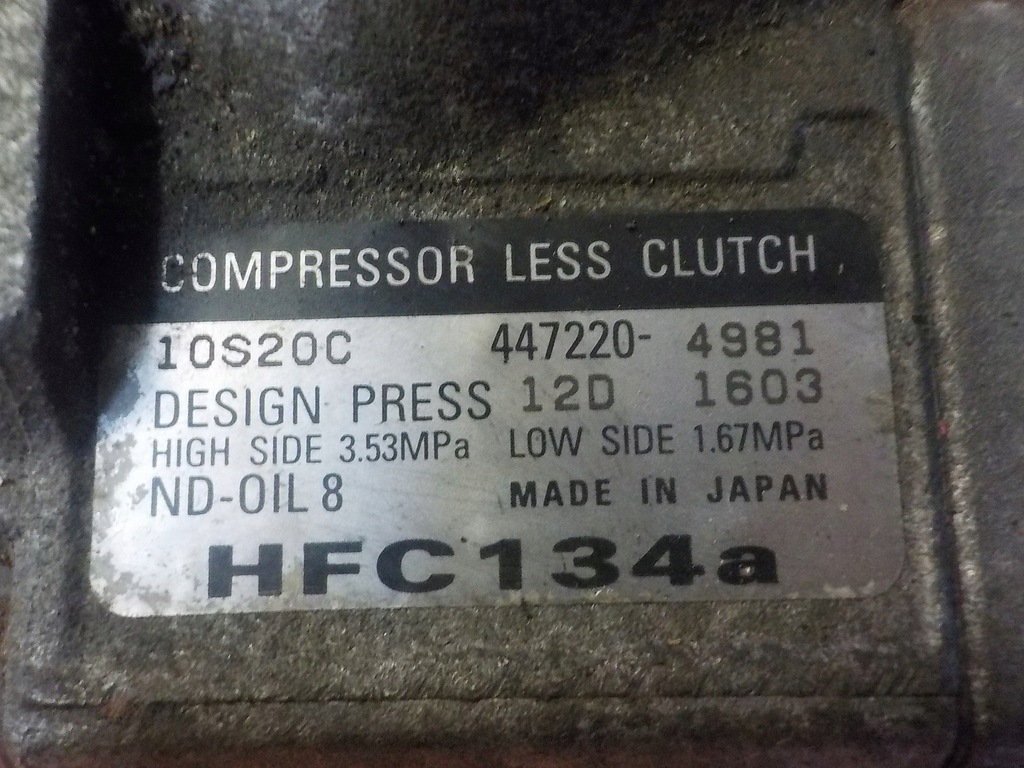 COMPRESSOR LESS CLUTCH
10S20C 447220- 4981
DESIGN PRESS 12D 1603
HIGH SIDE 3.53MPa LOW SIDE 1.67MPa
ND-OIL 8 MADE IN JAPAN
HFC134a